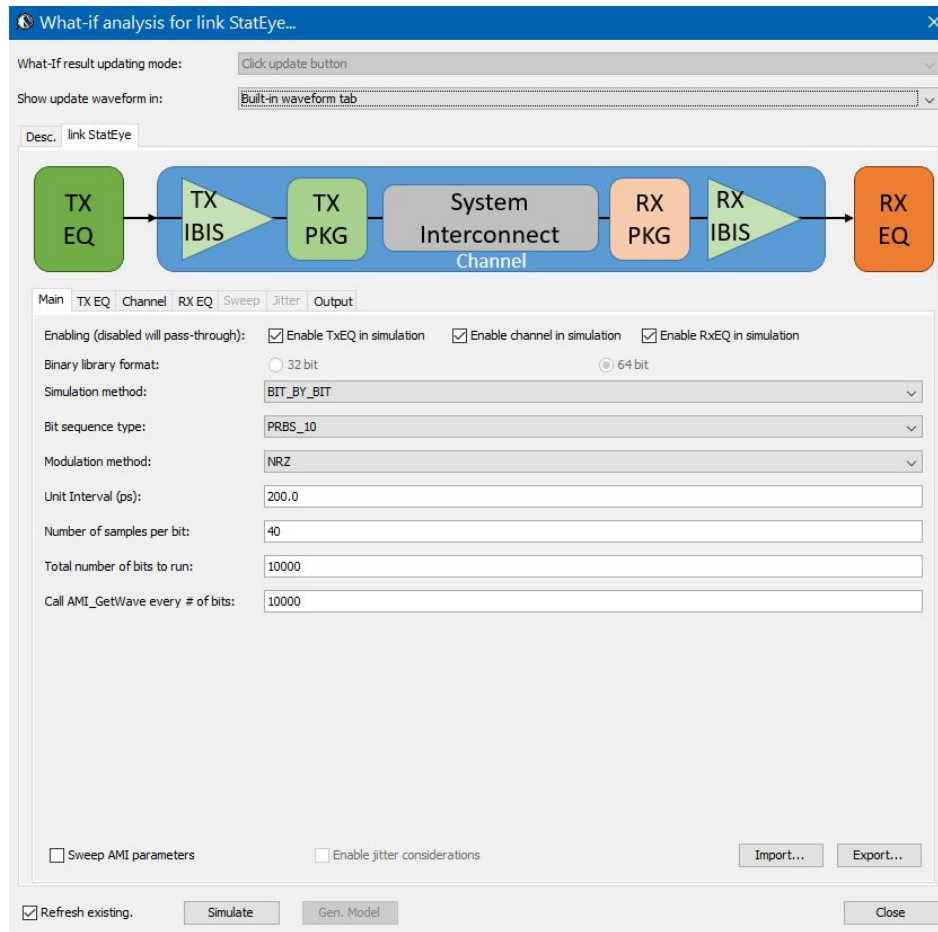 What-if analysis for link StatEye...
What-If result updating mode: Click update button
Show update waveform in: Built-in waveform tab
Desc. link StatEye
TX EQ
TX IBIS
TX PKG
System Interconnect
RX PKG
RX IBIS
RX EQ
Channel
Main TX EQ Channel RX EQ Sweep Jitter Output
Enabling (disabled will pass-through): Enable TxEQ in simulation Enable channel in simulation Enable RxEQ in simulation
Binary library format: 32 bit 64 bit
Simulation method: BIT_BY_BIT
Bit sequence type: PRBS_10
Modulation method: NRZ
Unit Interval (ps): 200.0
Number of samples per bit: 40
Total number of bits to run: 10000
Call AMI_GetWave every # of bits: 10000
Sweep AMI parameters Enable jitter considerations Import... Export...
Refresh existing. Simulate Gen. Model Close